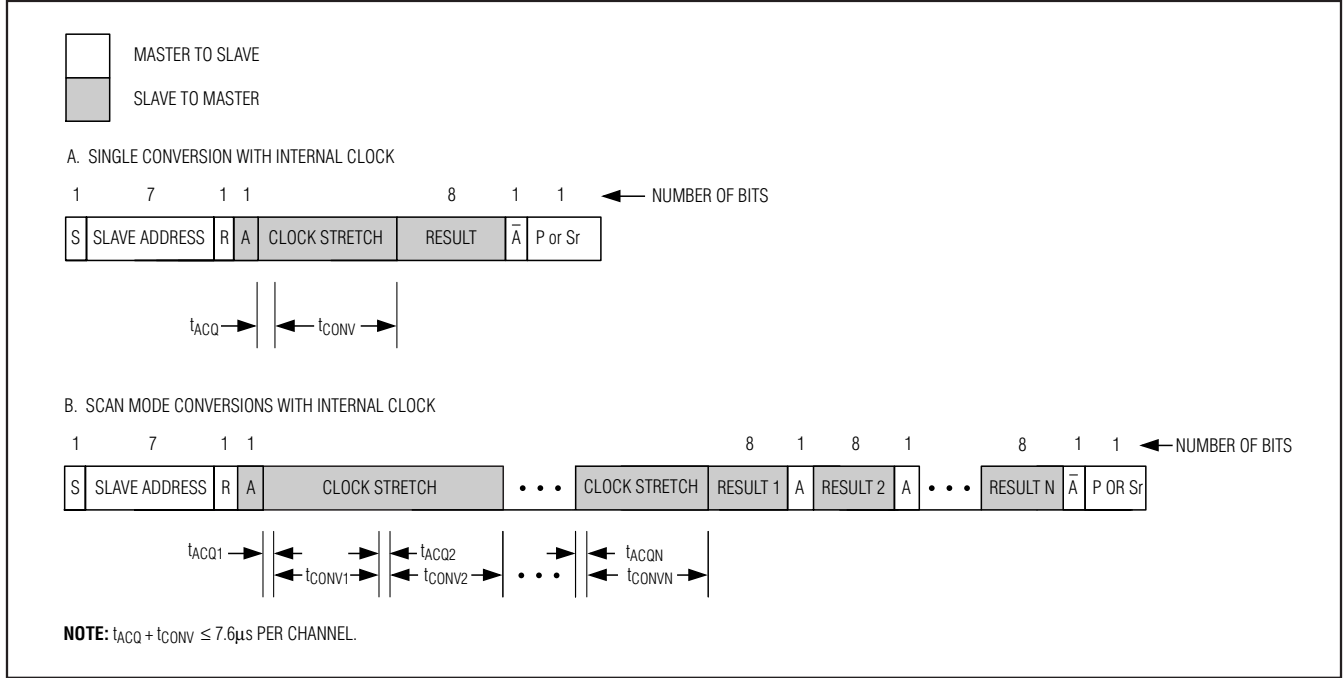 MASTER TO SLAVE
SLAVE TO MASTER
A. SINGLE CONVERSION WITH INTERNAL CLOCK
1 7 1 1 8 1 1 NUMBER OF BITS
S SLAVE ADDRESS R A CLOCK STRETCH RESULT A̅ P or Sr
tACQ tCONV
B. SCAN MODE CONVERSIONS WITH INTERNAL CLOCK
1 7 1 1 8 1 8 1 8 1 1 NUMBER OF BITS
S SLAVE ADDRESS R A CLOCK STRETCH • • • CLOCK STRETCH RESULT 1 A RESULT 2 A • • • RESULT N A̅ P OR Sr
tACQ1 tACQ2 tACQN
tCONV1 tCONV2 • • • tCONVN
NOTE: tACQ + tCONV ≤ 7.6μs PER CHANNEL.